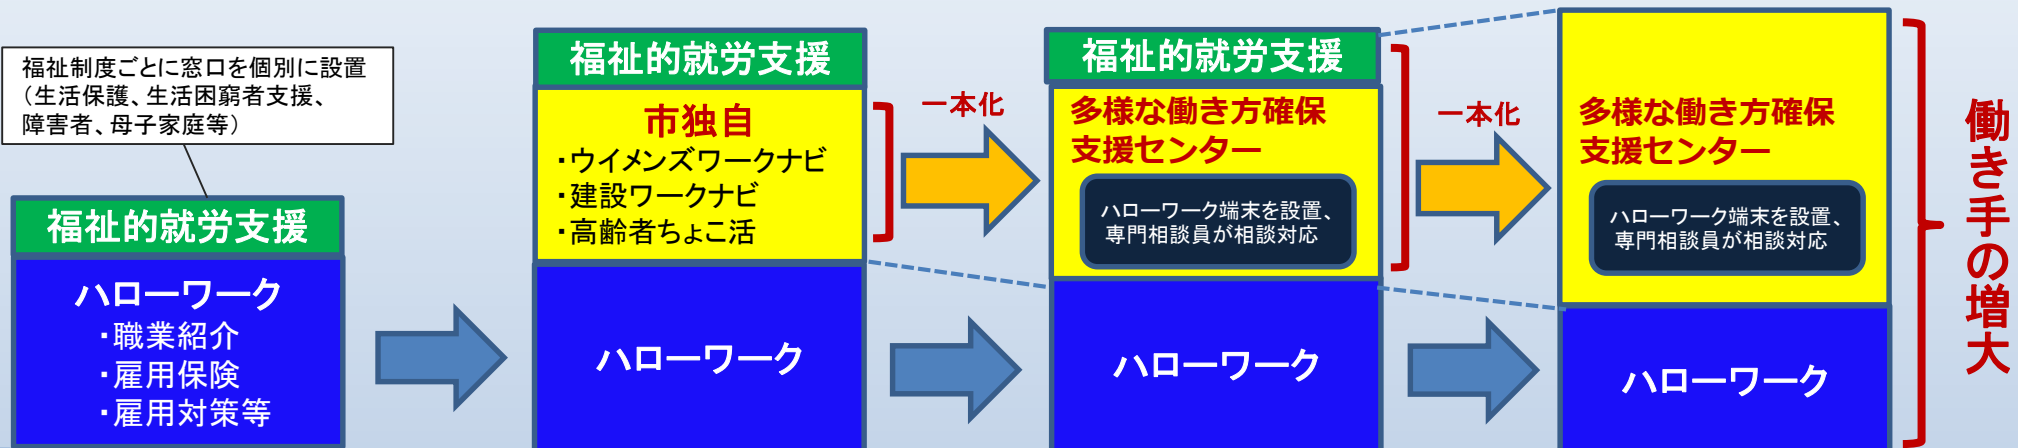 福祉制度ごとに窓口を個別に設置
（生活保護、生活困窮者支援、
障害者、母子家庭等）
福祉的就労支援
ハローワーク
・職業紹介
・雇用保険
・雇用対策等
福祉的就労支援
市独自
・ウイメンズワークナビ
・建設ワークナビ
・高齢者ちょこ活
ハローワーク
一本化
福祉的就労支援
多様な働き方確保
支援センター
ハローワーク端末を設置、
専門相談員が相談対応
ハローワーク
一本化
多様な働き方確保
支援センター
ハローワーク端末を設置、
専門相談員が相談対応
ハローワーク
働き手の増大